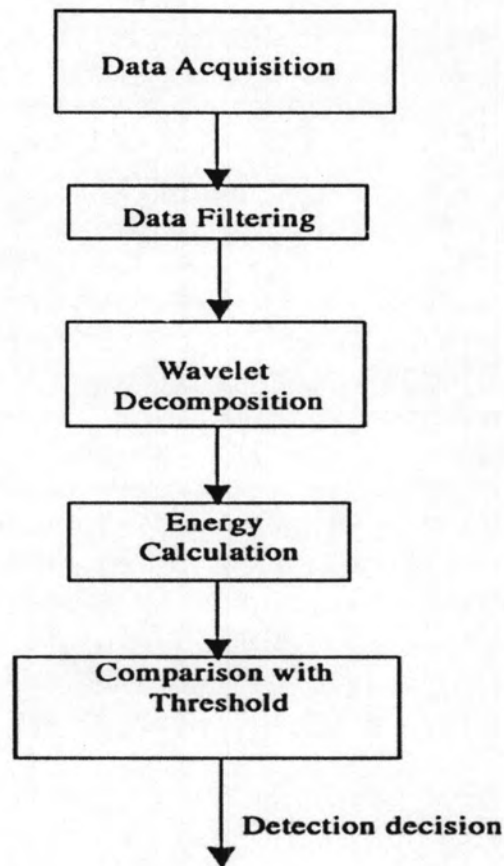 Data Acquisition
Data Filtering
Wavelet
Decomposition
Energy
Calculation
Comparison with
Threshold
Detection decision